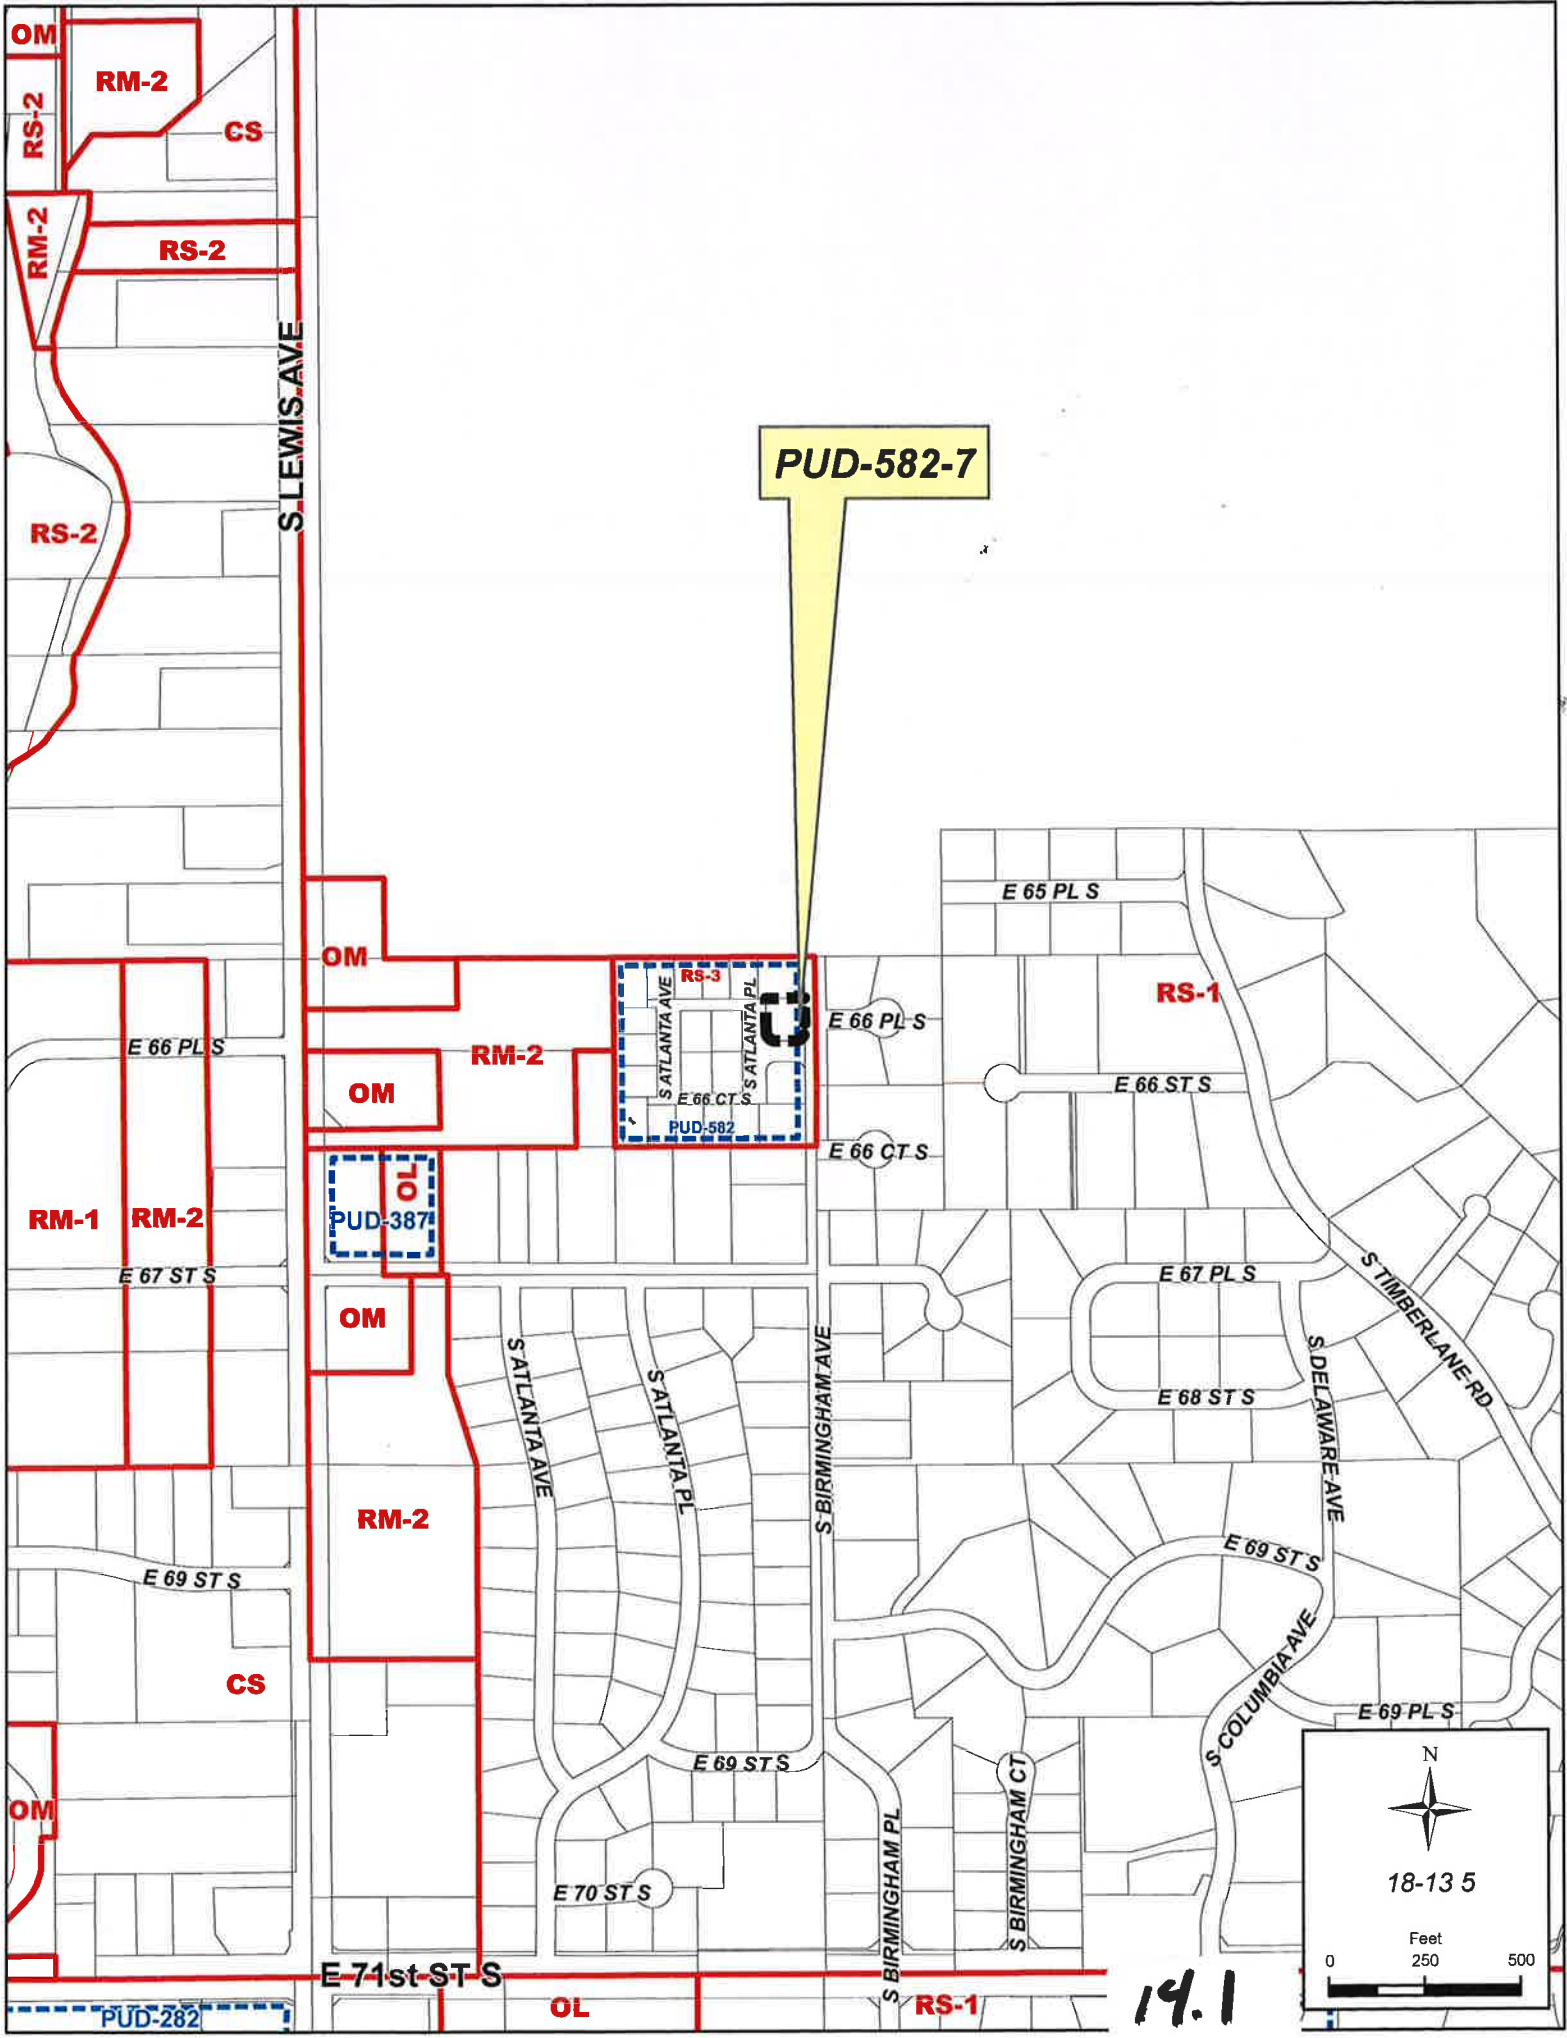 OM
RM-2
RS-2
CS
RM-2
RS-2
S LEWIS AVE
PUD-582-7
RS-2
E 65 PL S
OM
RS-3
RS-1
S ATLANTA AVE
S ATLANTA PL
E 66 PL S
E 66 PL S
RM-2
OM
E 66 ST S
E 66 CT S
PUD-582
E 66 CT S
OL
RM-1
RM-2
PUD-387
E 67 ST S
E 67 PL S
OM
S TIMBERLANE RD
S ATLANTA AVE
S ATLANTA PL
S BIRMINGHAM AVE
S DELAWARE AVE
E 68 ST S
RM-2
E 69 ST S
E 69 ST S
CS
S COLUMBIA AVE
E 69 PL S
E 69 ST S
OM
S BIRMINGHAM PL
S BIRMINGHAM CT
E 70 ST S
N
18-13 5
Feet
0 250 500
E 71st ST S
PUD-282
OL
RS-1
19.1